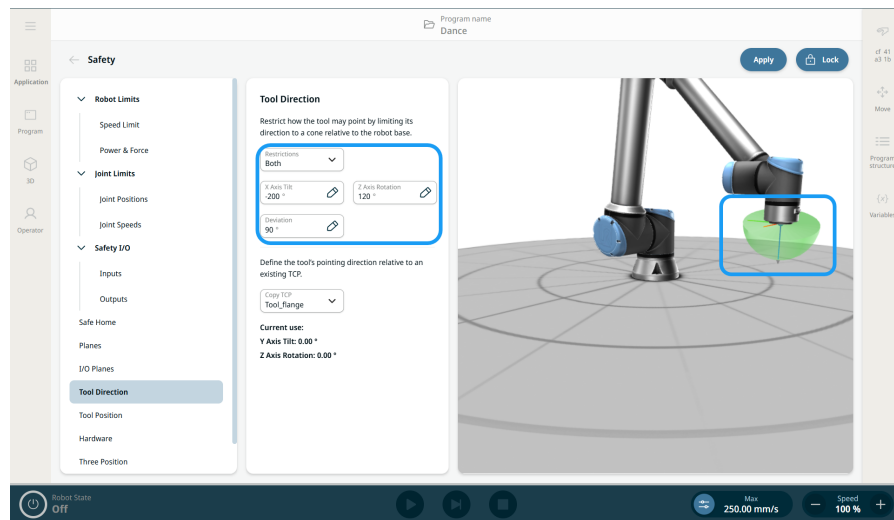 Program name
Dance
Safety
Apply
Lock
cf 41
a3 1b
Application
Program
3D
Operator
Robot Limits
Speed Limit
Power & Force
Joint Limits
Joint Positions
Joint Speeds
Safety I/O
Inputs
Outputs
Safe Home
Planes
I/O Planes
Tool Direction
Tool Position
Hardware
Three Position
Tool Direction
Restrict how the tool may point by limiting its
direction to a cone relative to the robot base.
Restrictions
Both
X Axis Tilt
-200 °
Z Axis Rotation
120 °
Deviation
90 °
Define the tool's pointing direction relative to an
existing TCP.
Copy TCP
Tool_flange
Current use:
Y Axis Tilt: 0.00 °
Z Axis Rotation: 0.00 °
Move
Program
structure
{x}
Variables
Robot State
Off
Max
250.00 mm/s
Speed
100 %